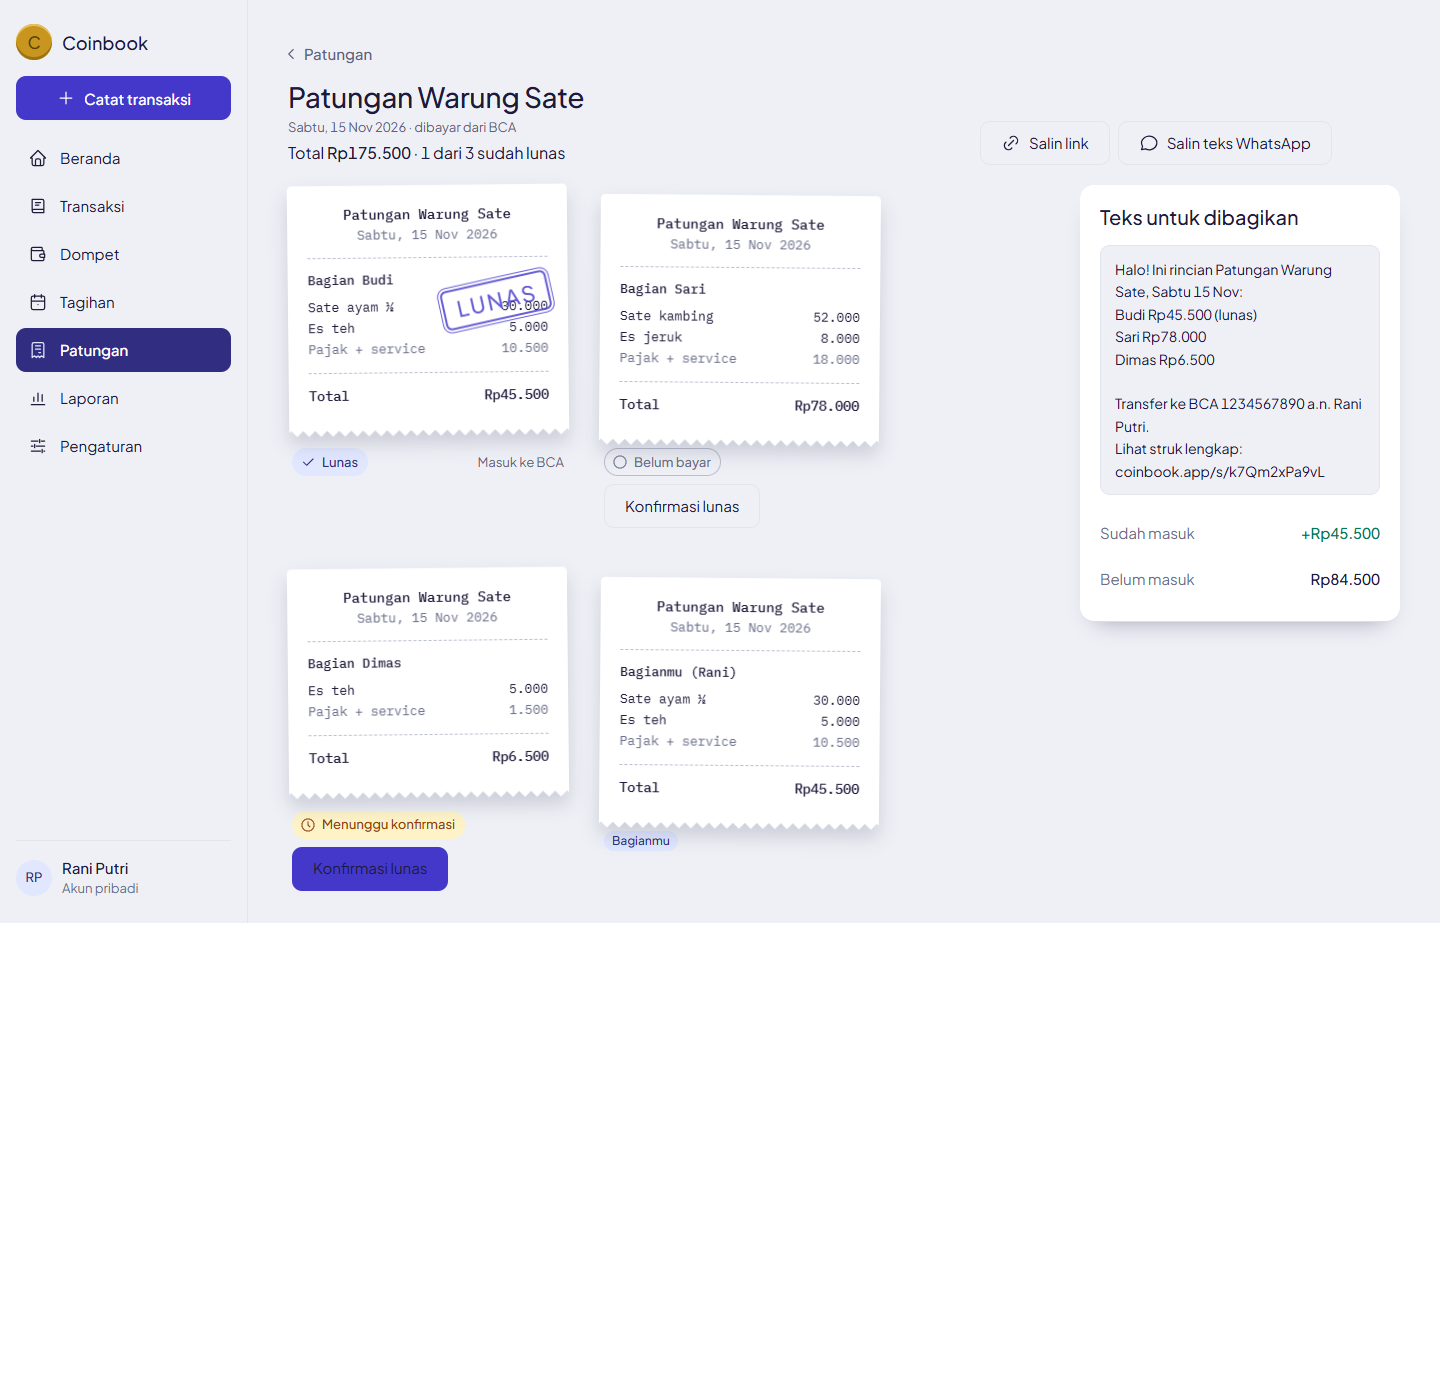 C Coinbook
Catat transaksi
Beranda
Transaksi
Dompet
Tagihan
Patungan
Laporan
Pengaturan
RP
Rani Putri
Akun pribadi
Patungan
Patungan Warung Sate
Sabtu, 15 Nov 2026 · dibayar dari BCA
Total Rp175.500 · 1 dari 3 sudah lunas
Salin link
Salin teks WhatsApp
Patungan Warung Sate
Sabtu, 15 Nov 2026
Bagian Budi
LUNAS
Sate ayam ½ 30.000
Es teh 5.000
Pajak + service 10.500
Total Rp45.500
Lunas
Masuk ke BCA
Patungan Warung Sate
Sabtu, 15 Nov 2026
Bagian Sari
Sate kambing 52.000
Es jeruk 8.000
Pajak + service 18.000
Total Rp78.000
Belum bayar
Konfirmasi lunas
Patungan Warung Sate
Sabtu, 15 Nov 2026
Bagian Dimas
Es teh 5.000
Pajak + service 1.500
Total Rp6.500
Menunggu konfirmasi
Konfirmasi lunas
Patungan Warung Sate
Sabtu, 15 Nov 2026
Bagianmu (Rani)
Sate ayam ½ 30.000
Es teh 5.000
Pajak + service 10.500
Total Rp45.500
Bagianmu
Teks untuk dibagikan
Halo! Ini rincian Patungan Warung
Sate, Sabtu 15 Nov:
Budi Rp45.500 (lunas)
Sari Rp78.000
Dimas Rp6.500
Transfer ke BCA 1234567890 a.n. Rani
Putri.
Lihat struk lengkap:
coinbook.app/s/k7Qm2xPa9vL
Sudah masuk +Rp45.500
Belum masuk Rp84.500